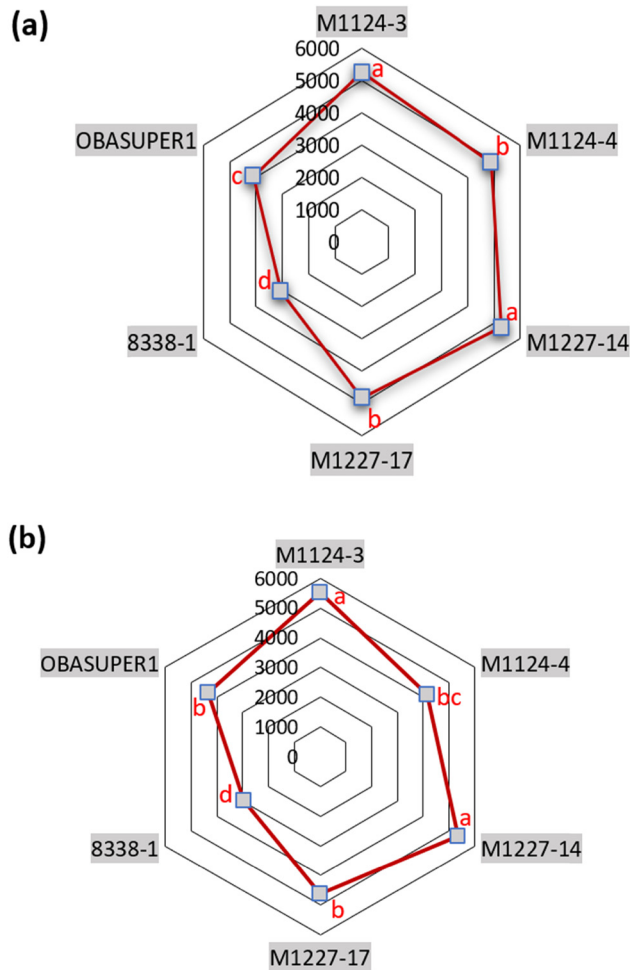 (a)
M1124-3
6000
a
5000
OBASUPER1
4000
b
M1124-4
3000
c
2000
1000
0
d
a
8338-1
M1227-14
b
M1227-17
(b)
M1124-3
6000
a
5000
4000
OBASUPER1
M1124-4
3000
b
bc
2000
1000
0
d
a
8338-1
M1227-14
b
M1227-17